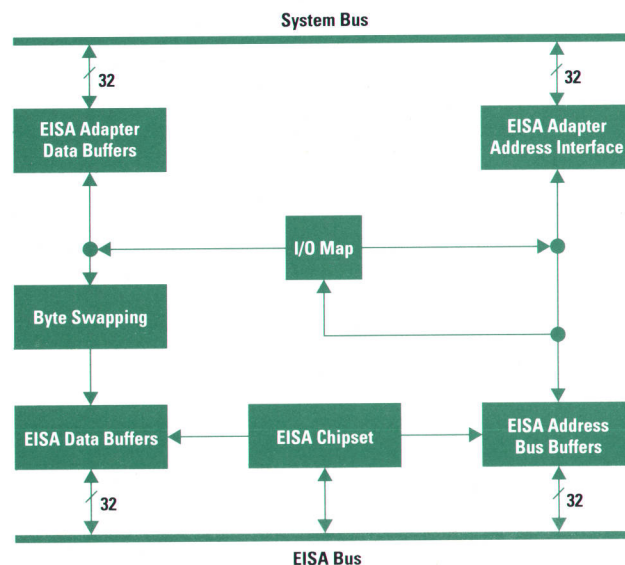 System Bus
32
32
EISA Adapter
Data Buffers
EISA Adapter
Address Interface
I/O Map
Byte Swapping
EISA Data Buffers
EISA Chipset
EISA Address
Bus Buffers
32
32
EISA Bus